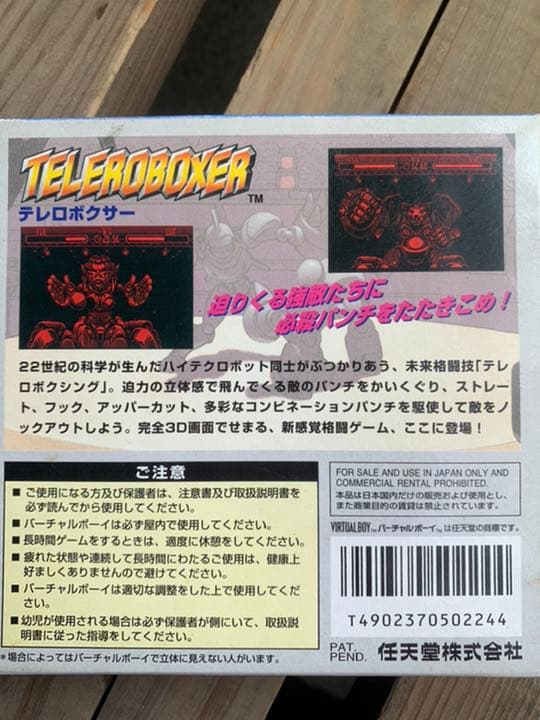 TELEROBOXER™
テレロボクサー
迫りくる強敵たちに
必殺パンチをたたきこめ!
22世紀の科学が生んだハイテクロボット同士がぶつかりあう、未来格闘技「テレ
ロボクシング」。迫力の立体感で飛んでくる敵のパンチをかいくぐり、ストレー
ト、フック、アッパーカット、多彩なコンビネーションパンチを駆使して敵をノ
ックアウトしよう。完全3D画面でせまる、新感覚格闘ゲーム、ここに登場!
ご注意
■ご使用になる方及び保護者は、注意書及び取扱説明書を
必ず読んでから使用してください。
■バーチャルボーイは必ず屋内で使用してください。
■長時間ゲームをするときは、適度に休憩をしてください。
■疲れた状態や連続して長時間にわたるご使用は、健康上
好ましくありませんので避けてください。
■バーチャルボーイは適切な調整をした上で使用してくだ
さい。
■幼児が使用される場合は必ず保護者が側にいて、取扱説
明書に従った指導をしてください。
*場合によってはバーチャルボーイで立体に見えない人がいます。
FOR SALE AND USE IN JAPAN ONLY AND
COMMERCIAL RENTAL PROHIBITED.
本品は日本国内だけの販売および使用とし、
また商業目的の賃貸は禁止されています。
VIRTUAL BOY™ バーチャルボーイ™ は任天堂の商標です。
T4902370502244
PAT.
PEND.
任天堂株式会社